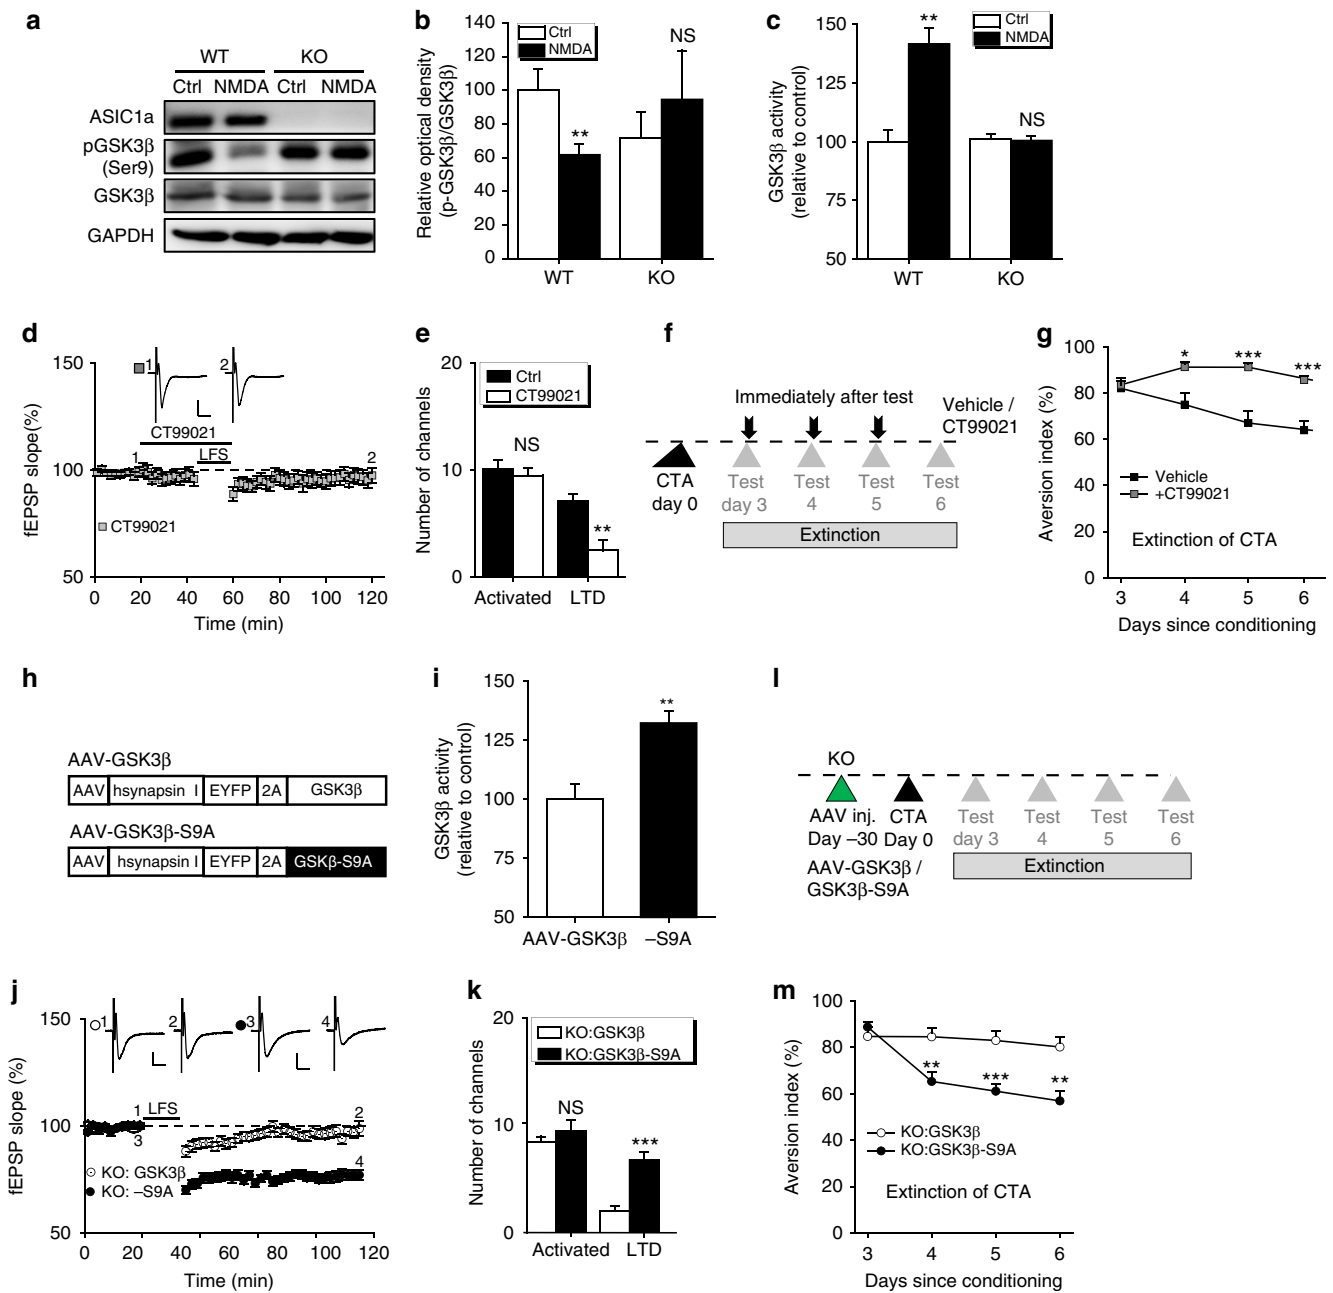 a
WT KO
Ctrl NMDA Ctrl NMDA
ASIC1a
pGSK3β
(Ser9)
GSK3β
GAPDH
b
Relative optical density
(p-GSK3β/GSK3β)
140
120
100
80
60
40
20
0
Ctrl
NMDA
**
NS
WT KO
c
GSK3β activity
(relative to control)
150
125
100
75
50
Ctrl
NMDA
**
NS
WT KO
d
fEPSP slope(%)
150
100
50
1 2
CT99021
LFS
1 2
CT99021
0 20 40 60 80 100 120
Time (min)
e
Number of channels
20
10
0
Ctrl
CT99021
NS
**
Activated LTD
f
Immediately after test
Vehicle /
CT99021
CTA
day 0
Test
day 3
Test
4
Test
5
Test
6
Extinction
g
Aversion index (%)
100
80
60
40
20
0
* *** ***
Vehicle
+CT99021
Extinction of CTA
3 4 5 6
Days since conditioning
h
AAV-GSK3β
AAV hsynapsin I EYFP 2A GSK3β
AAV-GSK3β-S9A
AAV hsynapsin I EYFP 2A GSKβ-S9A
i
GSK3β activity
(relative to control)
150
125
100
75
50
**
AAV-GSK3β –S9A
l
KO
AAV inj.
Day –30
CTA
Day 0
Test
day 3
Test
4
Test
5
Test
6
AAV-GSK3β /
GSK3β-S9A
Extinction
j
fEPSP slope (%)
150
100
50
1 2 3 4
LFS
1
3
2
4
KO: GSK3β
KO: –S9A
0 20 40 60 80 100 120
Time (min)
k
Number of channels
20
10
0
KO:GSK3β
KO:GSK3β-S9A
NS
***
Activated LTD
m
Aversion index (%)
100
80
60
40
20
0
** *** **
KO:GSK3β
KO:GSK3β-S9A
Extinction of CTA
3 4 5 6
Days since conditioning